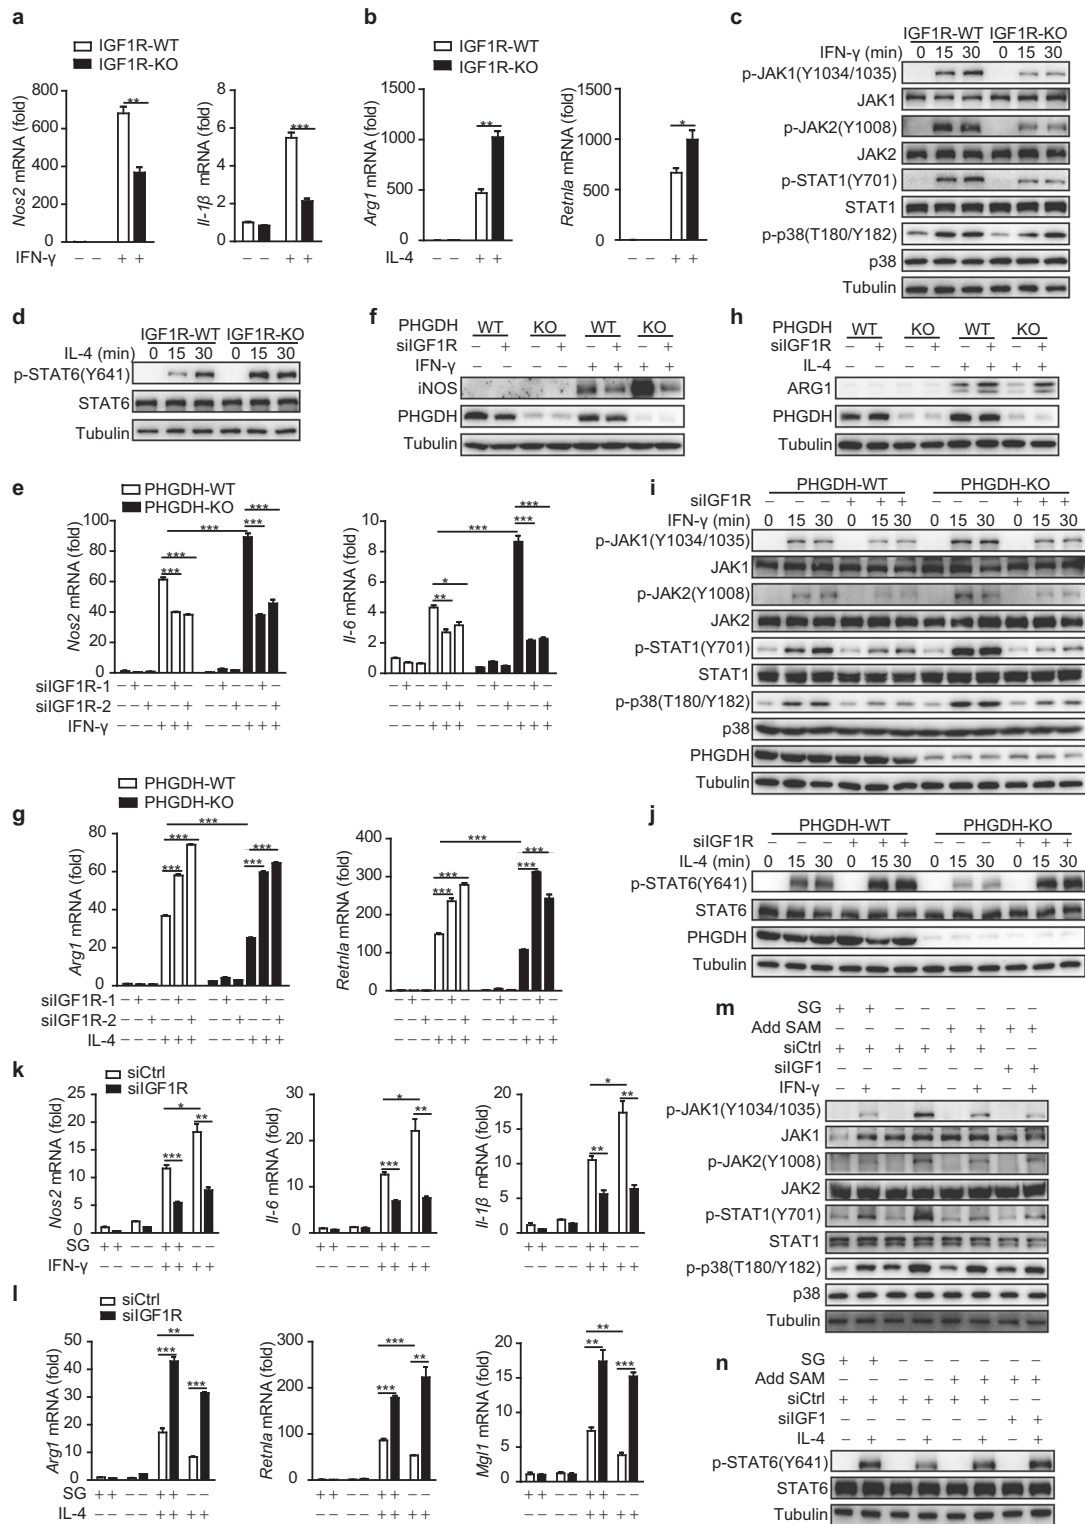 a
IGF1R-WT
IGF1R-KO
Nos2 mRNA (fold)
800
600
400
200
0
**
IFN-γ
– – + +
Il-1β mRNA (fold)
8
6
4
2
0
***
– – + +
b
IGF1R-WT
IGF1R-KO
Arg1 mRNA (fold)
1500
1000
500
0
**
IL-4
– – + +
Retnla mRNA (fold)
1500
1000
500
0
*
– – + +
c
IGF1R-WT IGF1R-KO
IFN-γ (min) 0 15 30 0 15 30
p-JAK1(Y1034/1035)
JAK1
p-JAK2(Y1008)
JAK2
p-STAT1(Y701)
STAT1
p-p38(T180/Y182)
p38
Tubulin
d
IGF1R-WT IGF1R-KO
IL-4 (min) 0 15 30 0 15 30
p-STAT6(Y641)
STAT6
Tubulin
f
PHGDH WT KO WT KO
siIGF1R – + – + – + – +
IFN-γ – – – – + + + +
iNOS
PHGDH
Tubulin
h
PHGDH WT KO WT KO
siIGF1R – + – + – + – +
IL-4 – – – – + + + +
ARG1
PHGDH
Tubulin
e
PHGDH-WT
PHGDH-KO
Nos2 mRNA (fold)
100
80
60
40
20
0
*** *** *** *** ***
siIGF1R-1 – + – – + – – + – – + –
siIGF1R-2 – – + – – + – – + – – +
IFN-γ – – – + + + – – – + + +
Il-6 mRNA (fold)
10
8
6
4
2
0
** * *** *** ***
– + – – + – – + – – + –
– – + – – + – – + – – +
– – – + + + – – – + + +
i
PHGDH-WT PHGDH-KO
siIGF1R – – – + + + – – – + + +
IFN-γ (min) 0 15 30 0 15 30 0 15 30 0 15 30
p-JAK1(Y1034/1035)
JAK1
p-JAK2(Y1008)
JAK2
p-STAT1(Y701)
STAT1
p-p38(T180/Y182)
p38
PHGDH
Tubulin
g
PHGDH-WT
PHGDH-KO
Arg1 mRNA (fold)
80
60
40
20
0
*** *** *** *** ***
siIGF1R-1 – + – – + – – + – – + –
siIGF1R-2 – – + – – + – – + – – +
IL-4 – – – + + + – – – + + +
Retnla mRNA (fold)
400
300
200
100
0
*** *** *** *** ***
– + – – + – – + – – + –
– – + – – + – – + – – +
– – – + + + – – – + + +
j
PHGDH-WT PHGDH-KO
siIGF1R – – – + + + – – – + + +
IL-4 (min) 0 15 30 0 15 30 0 15 30 0 15 30
p-STAT6(Y641)
STAT6
PHGDH
Tubulin
k
siCtrl
siIGF1R
Nos2 mRNA (fold)
25
20
15
10
5
0
*** * **
SG ++ –– ++ ––
IFN-γ –– –– ++ ++
Il-6 mRNA (fold)
30
20
10
0
*** * **
++ –– ++ ––
–– –– ++ ++
Il-1β mRNA (fold)
20
15
10
5
0
** * **
++ –– ++ ––
–– –– ++ ++
l
siCtrl
siIGF1R
Arg1 mRNA (fold)
50
40
30
20
10
0
*** ** ***
SG ++ –– ++ ––
IL-4 –– –– ++ ++
Retnla mRNA (fold)
300
200
100
0
*** *** **
++ –– ++ ––
–– –– ++ ++
Mgl1 mRNA (fold)
20
15
10
5
0
** ** ***
++ –– ++ ––
–– –– ++ ++
m
SG + + – – – – – –
Add SAM – – – – + + + +
siCtrl + + + + + + – –
siIGF1 – – – – – – + +
IFN-γ – + – + – + – +
p-JAK1(Y1034/1035)
JAK1
p-JAK2(Y1008)
JAK2
p-STAT1(Y701)
STAT1
p-p38(T180/Y182)
p38
Tubulin
n
SG + + – – – – – –
Add SAM – – – – + + + +
siCtrl + + + + + + – –
siIGF1 – – – – – – + +
IL-4 – + – + – + – +
p-STAT6(Y641)
STAT6
Tubulin